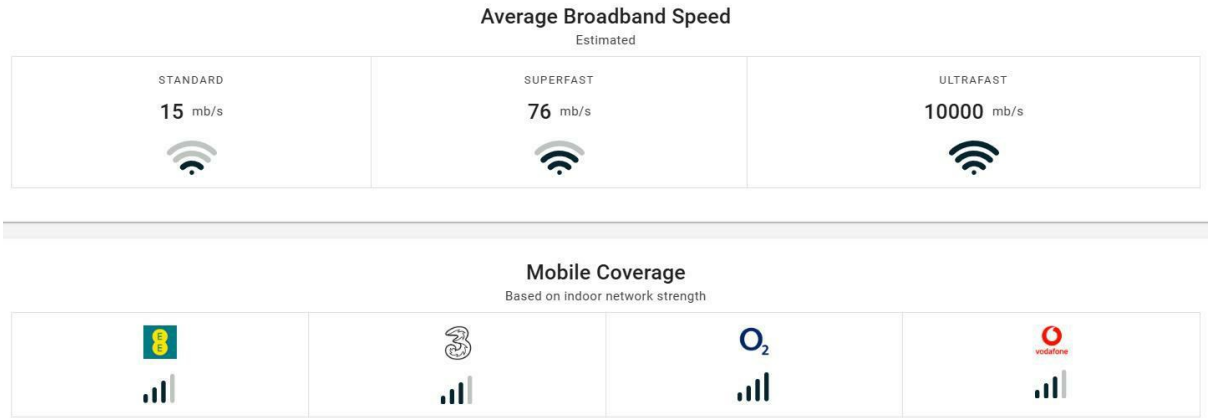 Average Broadband Speed
Estimated
STANDARD
SUPERFAST
ULTRAFAST
15 mb/s
76 mb/s
10000 mb/s
Mobile Coverage
Based on indoor network strength
E
E
3
O2
vodafone